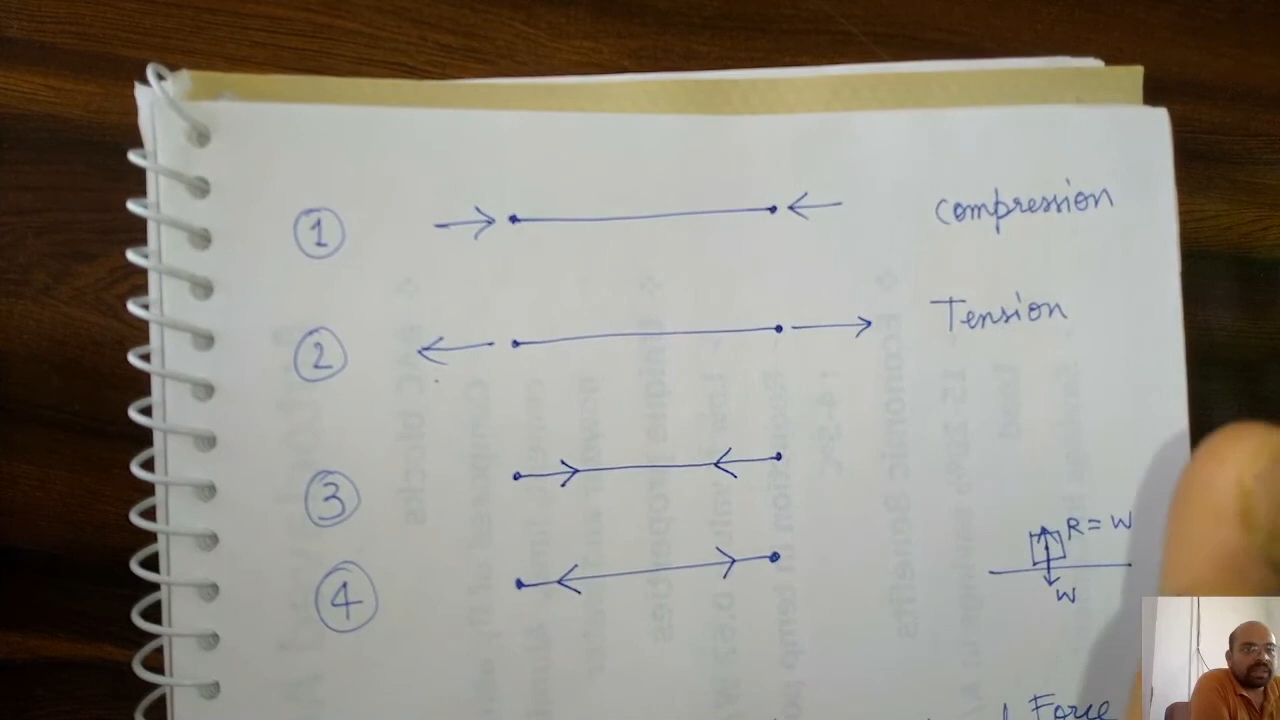 1 Compression
2 Tension
3
4
R = W
W
Force